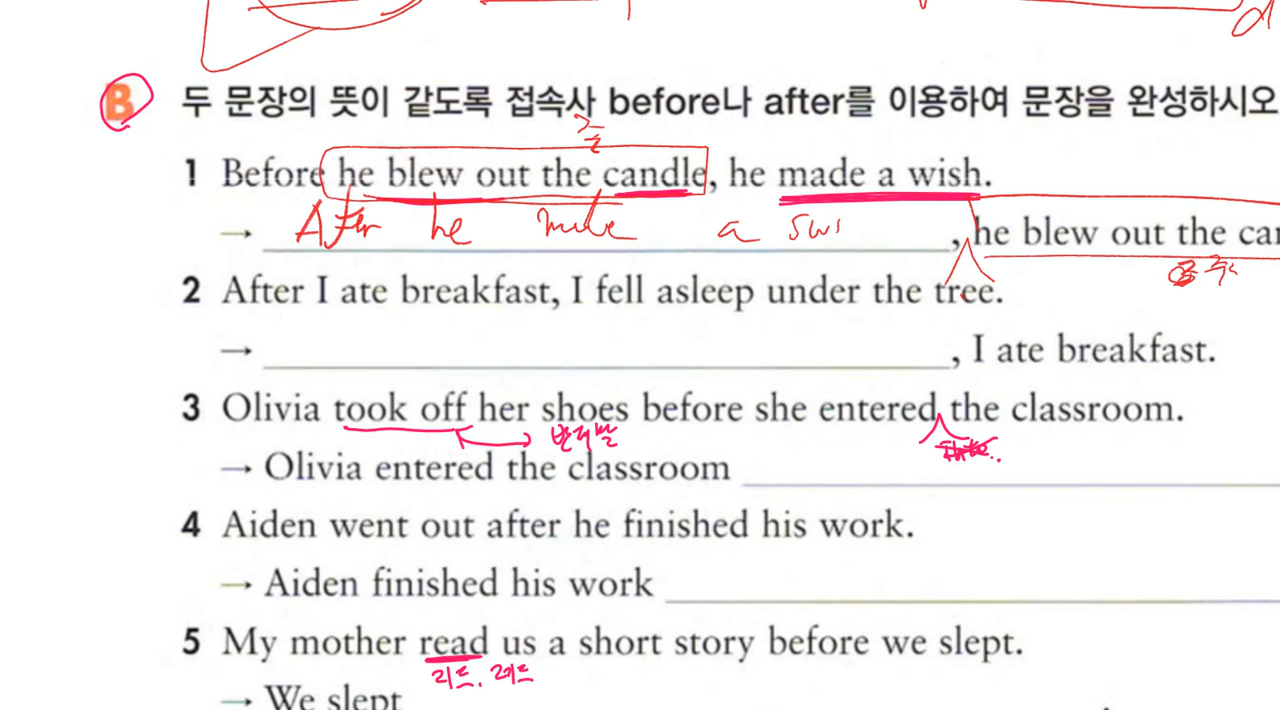 B 두 문장의 뜻이 같도록 접속사 before나 after를 이용하여 문장을 완성하시오
1 Before he blew out the candle, he made a wish.
After he made a
→ , he blew out the can
2 After I ate breakfast, I fell asleep under the tree.
→ , I ate breakfast.
3 Olivia took off her shoes before she entered the classroom.
→ Olivia entered the classroom
4 Aiden went out after he finished his work.
→ Aiden finished his work
5 My mother read us a short story before we slept.
리드. 레드
→ We slept